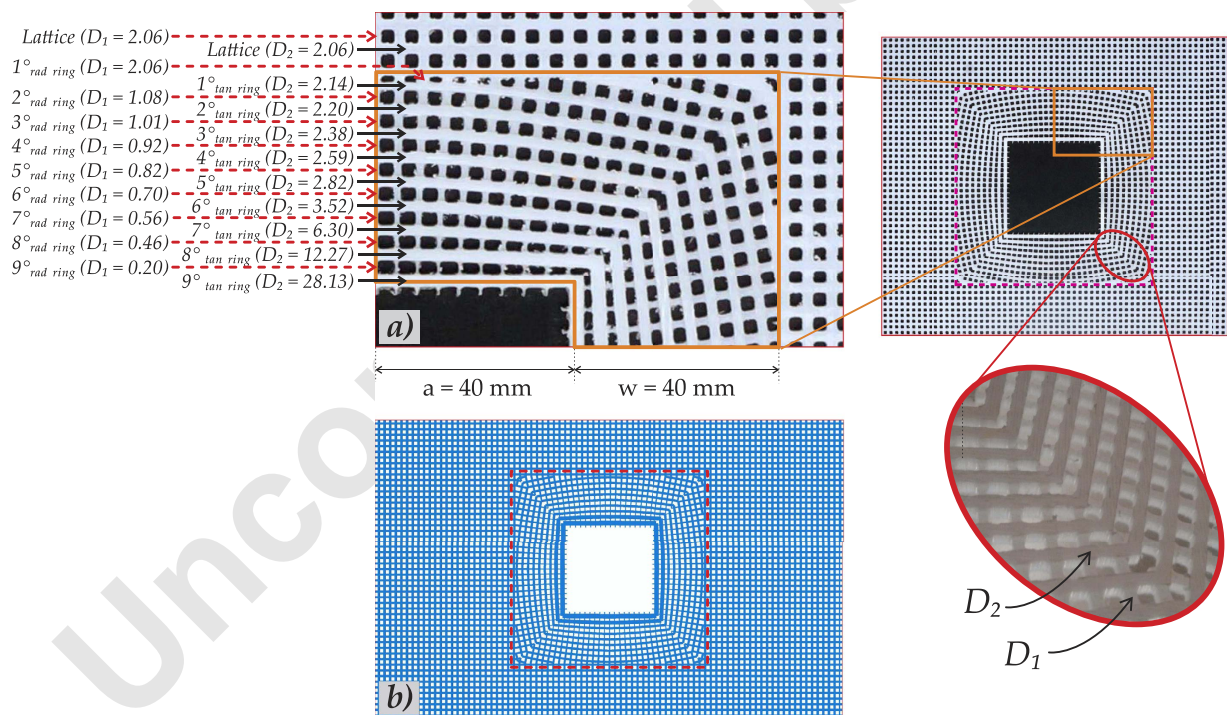 Lattice (D1 = 2.06)
Lattice (D2 = 2.06)
1°rad ring (D1 = 2.06)
1°tan ring (D2 = 2.14)
2°rad ring (D1 = 1.08)
2°tan ring (D2 = 2.20)
3°rad ring (D1 = 1.01)
3°tan ring (D2 = 2.38)
4°rad ring (D1 = 0.92)
4°tan ring (D2 = 2.59)
5°rad ring (D1 = 0.82)
5°tan ring (D2 = 2.82)
6°rad ring (D1 = 0.70)
6°tan ring (D2 = 3.52)
7°rad ring (D1 = 0.56)
7°tan ring (D2 = 6.30)
8°rad ring (D1 = 0.46)
8°tan ring (D2 = 12.27)
9°rad ring (D1 = 0.20)
9°tan ring (D2 = 28.13)
a)
a = 40 mm
w = 40 mm
D2
D1
b)
Unco